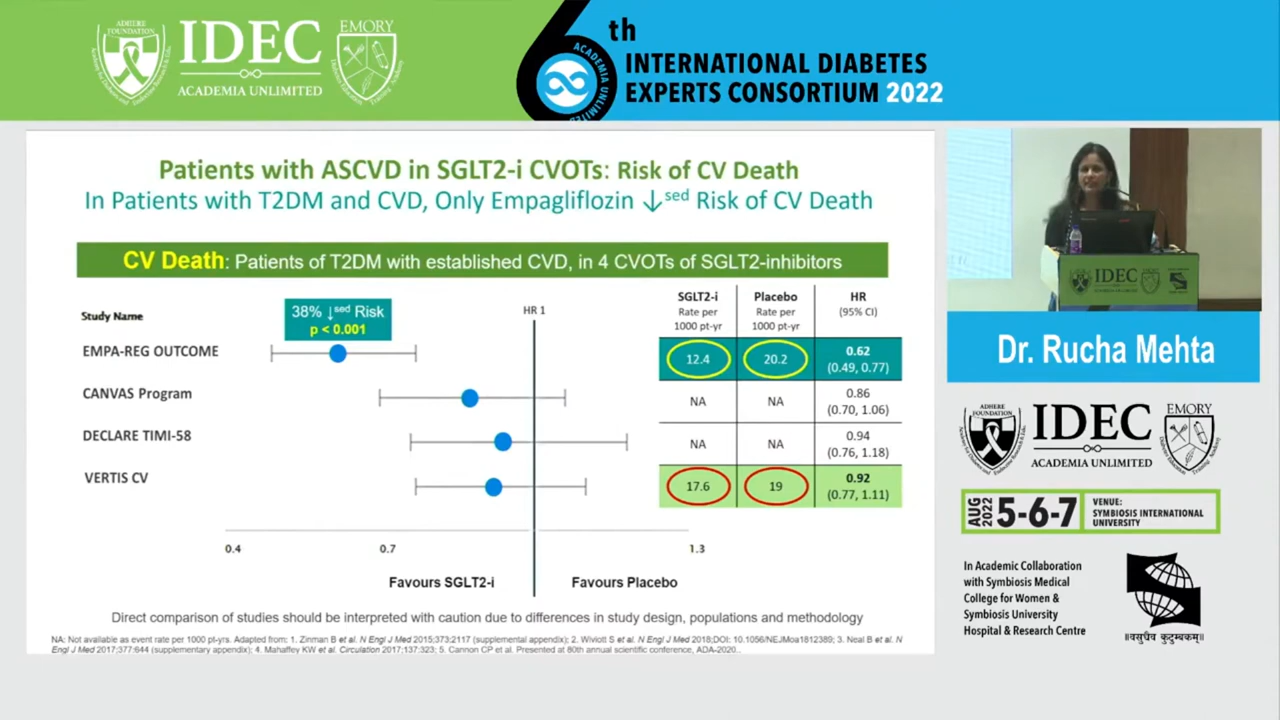 ADHERE
FOUNDATION
IDEC
ACADEMIA UNLIMITED
EMORY
6th
ACADEMIA UNLIMITED
INTERNATIONAL DIABETES
EXPERTS CONSORTIUM 2022
Patients with ASCVD in SGLT2-i CVOTs: Risk of CV Death
In Patients with T2DM and CVD, Only Empagliflozin ↓sed Risk of CV Death
CV Death: Patients of T2DM with established CVD, in 4 CVOTs of SGLT2-inhibitors
Study Name
38% ↓sed Risk
p < 0.001
HR 1
SGLT2-i
Rate per
1000 pt-yr
Placebo
Rate per
1000 pt-yr
HR
(95% CI)
EMPA-REG OUTCOME
12.4
20.2
0.62
(0.49, 0.77)
CANVAS Program
NA
NA
0.86
(0.70, 1.06)
DECLARE TIMI-58
NA
NA
0.94
(0.76, 1.18)
VERTIS CV
17.6
19
0.92
(0.77, 1.11)
0.4
0.7
1.3
Favours SGLT2-i
Favours Placebo
Direct comparison of studies should be interpreted with caution due to differences in study design, populations and methodology
NA: Not available as event rate per 1000 pt-yrs. Adapted from: 1. Zinman B et al. N Engl J Med 2015;373:2117 (supplemental appendix); 2. Wiviott S et al. N Engl J Med 2018;DOI: 10.1056/NEJMoa1812389; 3. Neal B et al. N
Engl J Med 2017;377:644 (supplementary appendix); 4. Mahaffey KW et al. Circulation 2017;137:323; 5. Cannon CP et al. Presented at 80th annual scientific conference, ADA-2020..
IDEC
ACADEMIA UNLIMITED
Dr. Rucha Mehta
ADHERE
FOUNDATION
IDEC
ACADEMIA UNLIMITED
EMORY
AUG
2022
5-6-7
VENUE:
SYMBIOSIS INTERNATIONAL
UNIVERSITY
In Academic Collaboration
with Symbiosis Medical
College for Women &
Symbiosis University
Hospital & Research Centre
॥वसुधैव कुटुम्बकम्॥